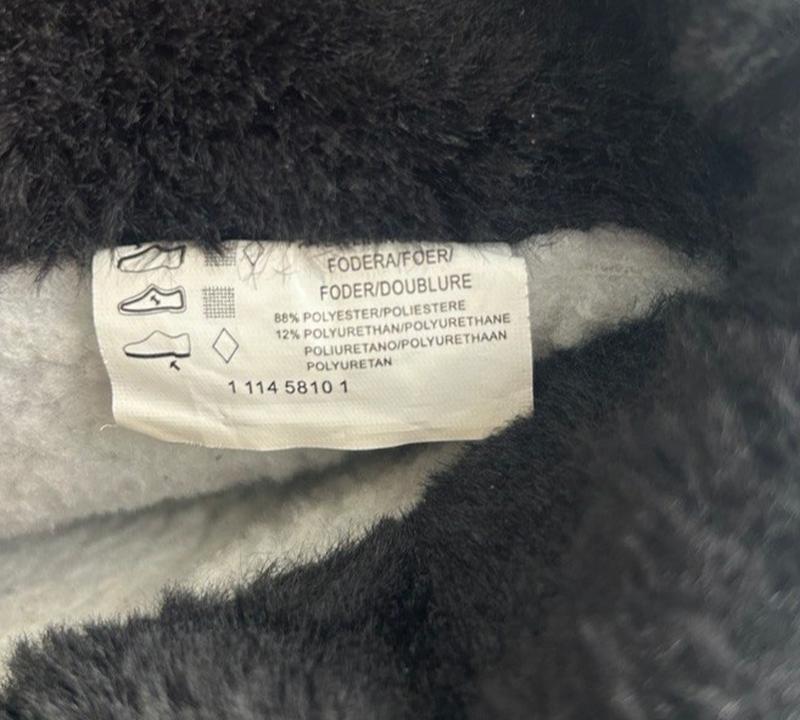 FODERA/FOER/
FODER/DOUBLURE
88% POLYESTER/POLIESTERE
12% POLYURETHAN/POLYURETHANE
POLIURETANO/POLYURETHAAN
POLYURETAN
1 114 5810 1